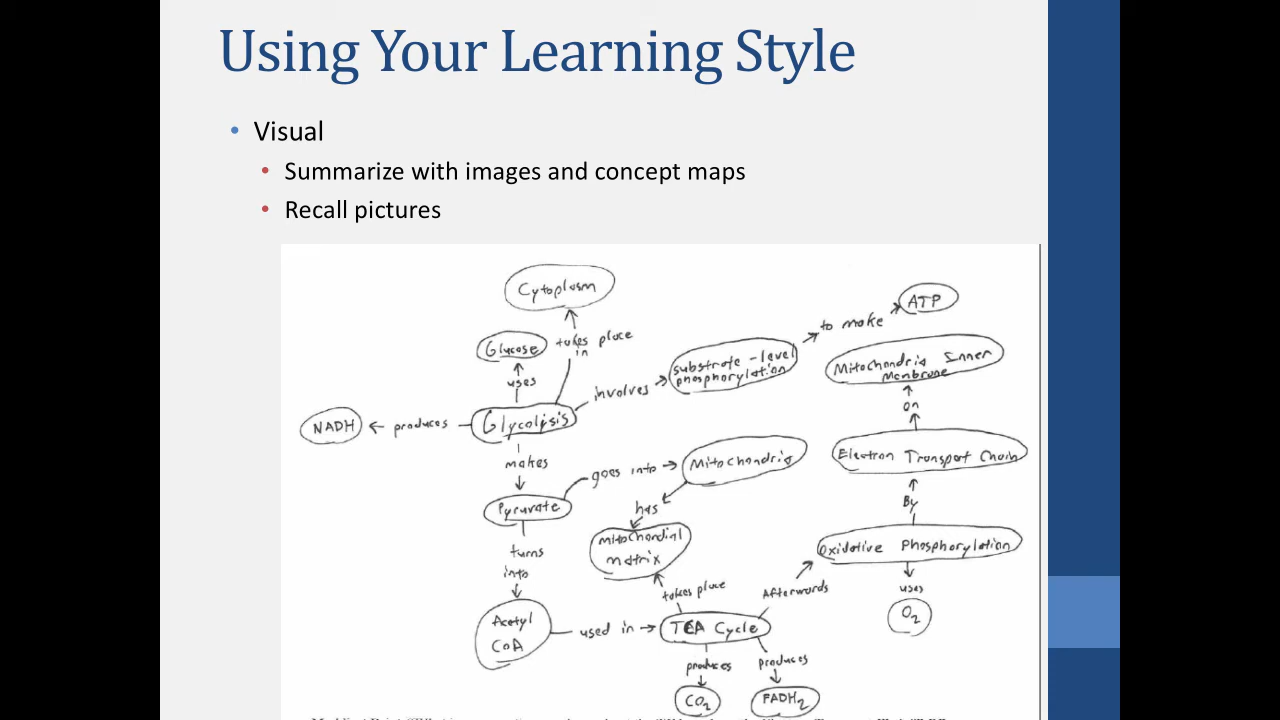 Using Your Learning Style
• Visual
• Summarize with images and concept maps
• Recall pictures
Cytoplasm
ATP
to make
takes place
in
Glucose
substrate-level
phosphorylation
Mitochondria Inner
Membrane
uses
involves
on
NADH
produces
Glycolisis
makes
goes into
Mitochondria
Electron Transport Chain
Pyruvate
has
By
mitochondrial
matrix
Oxidative Phosphorylation
turns
into
takes place
Afterwords
uses
O2
Acetyl
CoA
used in
TCA Cycle
produces
produces
CO2
FADH2